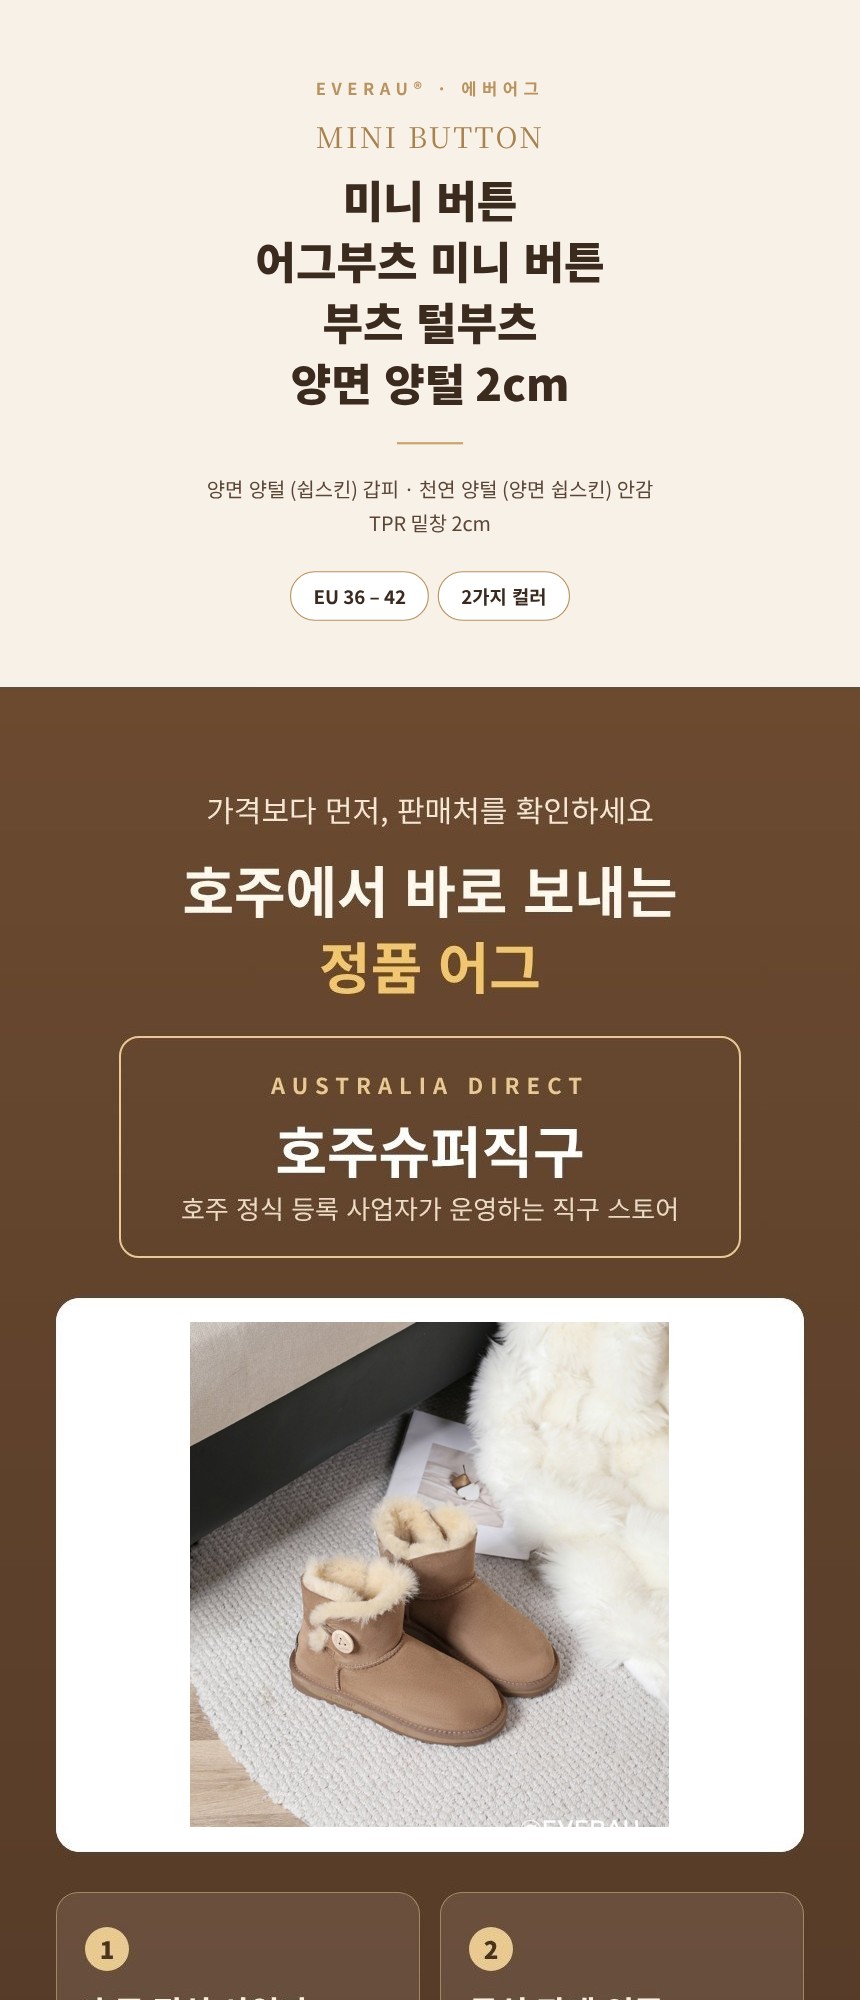 EVERAU® · 에버어그
MINI BUTTON
미니 버튼
어그부츠 미니 버튼
부츠 털부츠
양면 양털 2cm
양면 양털 (쉽스킨) 갑피 · 천연 양털 (양면 쉽스킨) 안감
TPR 밑창 2cm
EU 36 – 42
2가지 컬러
가격보다 먼저, 판매처를 확인하세요
호주에서 바로 보내는
정품 어그
AUSTRALIA DIRECT
호주슈퍼직구
호주 정식 등록 사업자가 운영하는 직구 스토어
©EVERAU
1
2